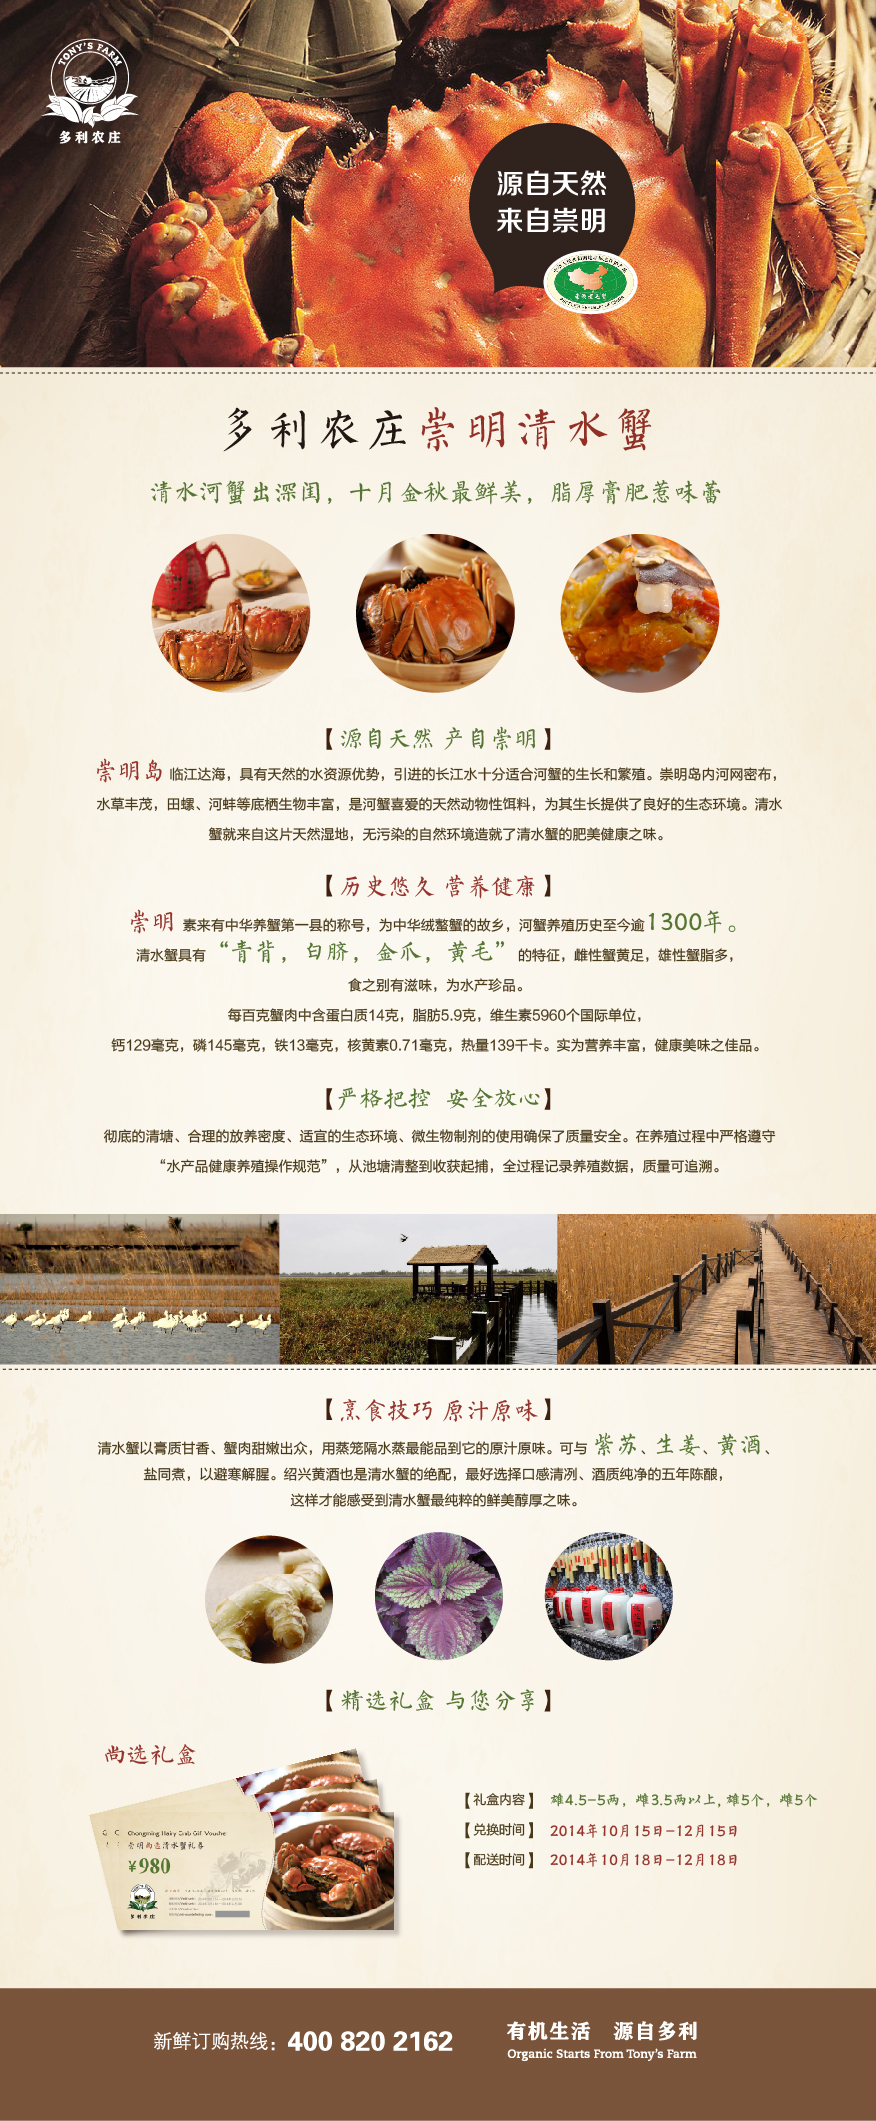 TONY'S FARM
多利农庄
源自天然
来自崇明
多利农庄崇明清水蟹
清水河蟹出深闺，十月金秋最鲜美，脂厚膏肥惹味蕾
【源自天然 产自崇明】
崇明岛 临江达海，具有天然的水资源优势，引进的长江水十分适合河蟹的生长和繁殖。崇明岛内河网密布，
水草丰茂，田螺、河蚌等底栖生物丰富，是河蟹喜爱的天然动物性饵料，为其生长提供了良好的生态环境。清水
蟹就来自这片天然湿地，无污染的自然环境造就了清水蟹的肥美健康之味。
【历史悠久 营养健康】
崇明 素来有中华养蟹第一县的称号，为中华绒螯蟹的故乡，河蟹养殖历史至今逾1300年。
清水蟹具有“青背，白脐，金爪，黄毛”的特征，雌性蟹黄足，雄性蟹脂多，
食之别有滋味，为水产珍品。
每百克蟹肉中含蛋白质14克，脂肪5.9克，维生素5960个国际单位，
钙129毫克，磷145毫克，铁13毫克，核黄素0.71毫克，热量139千卡。实为营养丰富，健康美味之佳品。
【严格把控 安全放心】
彻底的清塘、合理的放养密度、适宜的生态环境、微生物制剂的使用确保了质量安全。在养殖过程中严格遵守
“水产品健康养殖操作规范”，从池塘清整到收获起捕，全过程记录养殖数据，质量可追溯。
【烹食技巧 原汁原味】
清水蟹以膏质甘香、蟹肉甜嫩出众，用蒸笼隔水蒸最能品到它的原汁原味。可与 紫苏、生姜、黄酒、
盐同煮，以避寒解腥。绍兴黄酒也是清水蟹的绝配，最好选择口感清冽、酒质纯净的五年陈酿，
这样才能感受到清水蟹最纯粹的鲜美醇厚之味。
【精选礼盒 与您分享】
尚选礼盒
Chongming Hairy Crab Gift Voucher
崇明尚选清水蟹礼券
¥980
多利农庄
【礼盒内容】 雄4.5-5两，雌3.5两以上，雄5个，雌5个
【兑换时间】 2014年10月15日-12月15日
【配送时间】 2014年10月18日-12月18日
新鲜订购热线：400 820 2162
有机生活 源自多利
Organic Starts From Tony's Farm